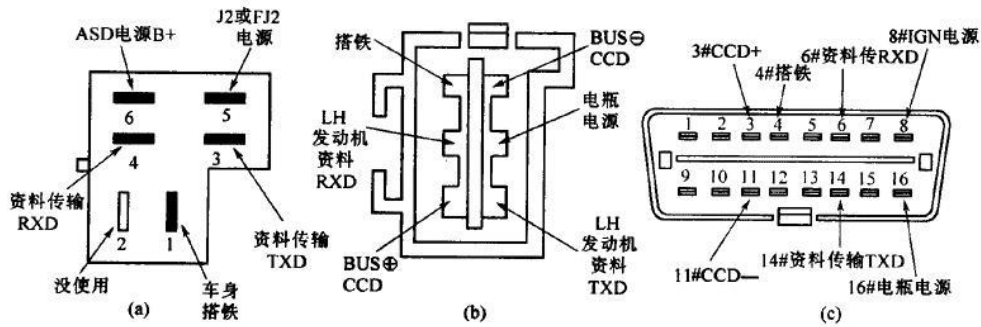 ASD电源B+
J2或FJ2
电源
6
5
4
3
2
1
资料传输
RXD
资料传输
TXD
没使用
车身
搭铁
(a)
搭铁
BUS⊖
CCD
LH
发动机
资料
RXD
电瓶
电源
BUS⊕
CCD
LH
发动机
资料
TXD
(b)
3#CCD+
4#搭铁
6#资料传RXD
8#IGN电源
1 2 3 4 5 6 7 8
9 10 11 12 13 14 15 16
11#CCD—
14#资料传输TXD
16#电瓶电源
(c)